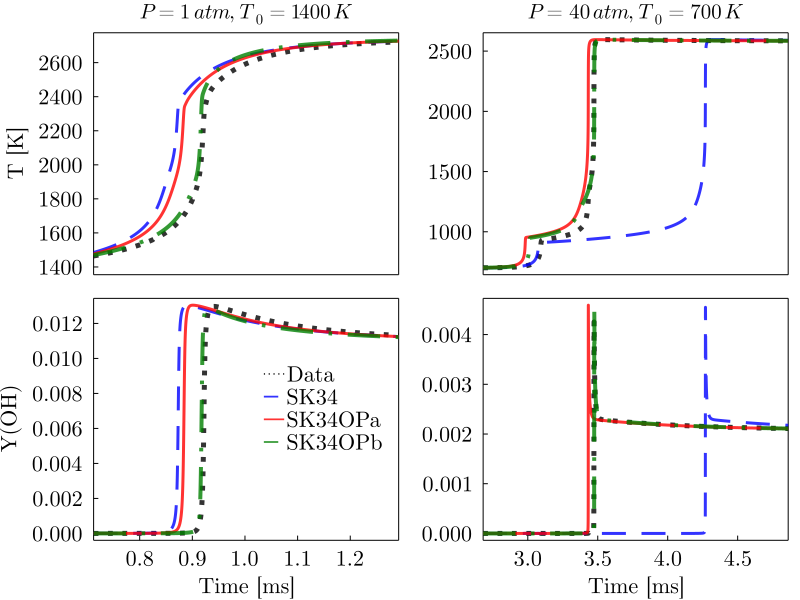 P = 1 atm, T₀ = 1400 K
P = 40 atm, T₀ = 700 K
T [K]
2600
2400
2200
2000
1800
1600
1400
2500
2000
1500
1000
Y(OH)
0.012
0.010
0.008
0.006
0.004
0.002
0.000
Data
SK34
SK34OPa
SK34OPb
0.004
0.003
0.002
0.001
0.000
0.8 0.9 1.0 1.1 1.2
3.0 3.5 4.0 4.5
Time [ms]
Time [ms]